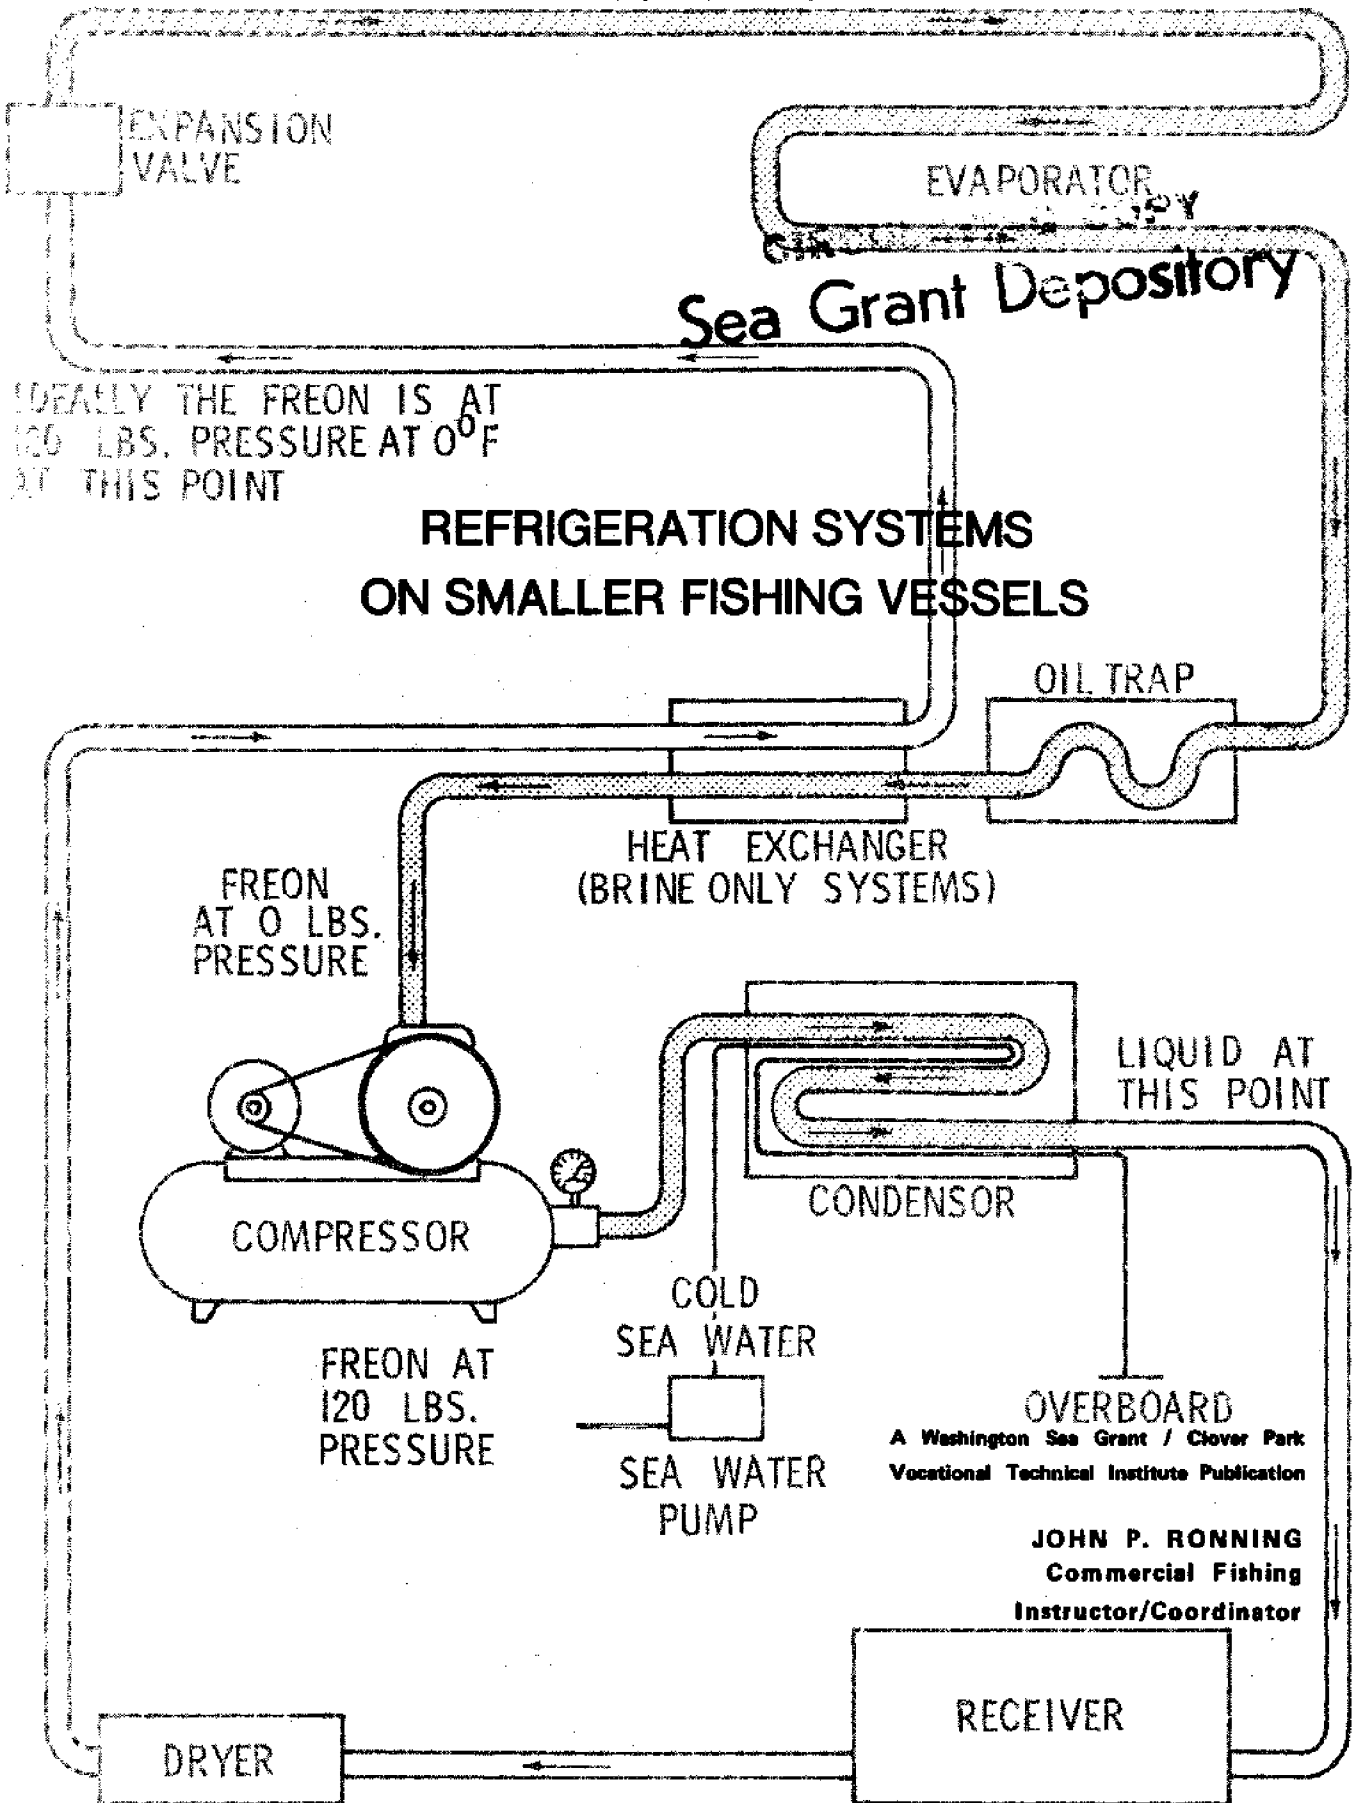 EXPANSION
VALVE
EVAPORATOR
Sea Grant Depository
IDEALLY THE FREON IS AT
120 LBS. PRESSURE AT 0°F
AT THIS POINT
REFRIGERATION SYSTEMS
ON SMALLER FISHING VESSELS
OIL TRAP
HEAT EXCHANGER
(BRINE ONLY SYSTEMS)
FREON
AT 0 LBS.
PRESSURE
LIQUID AT
THIS POINT
CONDENSOR
COMPRESSOR
COLD
SEA WATER
FREON AT
120 LBS.
PRESSURE
SEA WATER
PUMP
OVERBOARD
A Washington Sea Grant / Clover Park
Vocational Technical Institute Publication
JOHN P. RONNING
Commercial Fishing
Instructor/Coordinator
RECEIVER
DRYER